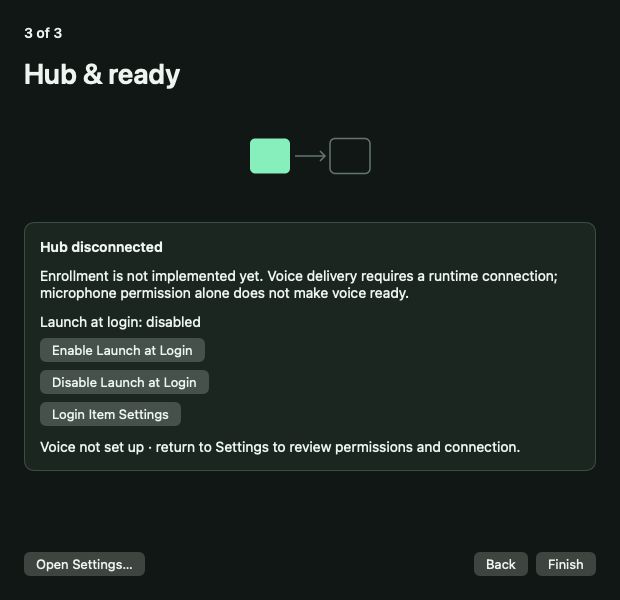 3 of 3
Hub & ready
Hub disconnected
Enrollment is not implemented yet. Voice delivery requires a runtime connection;
microphone permission alone does not make voice ready.
Launch at login: disabled
Enable Launch at Login
Disable Launch at Login
Login Item Settings
Voice not set up · return to Settings to review permissions and connection.
Open Settings...
Back
Finish